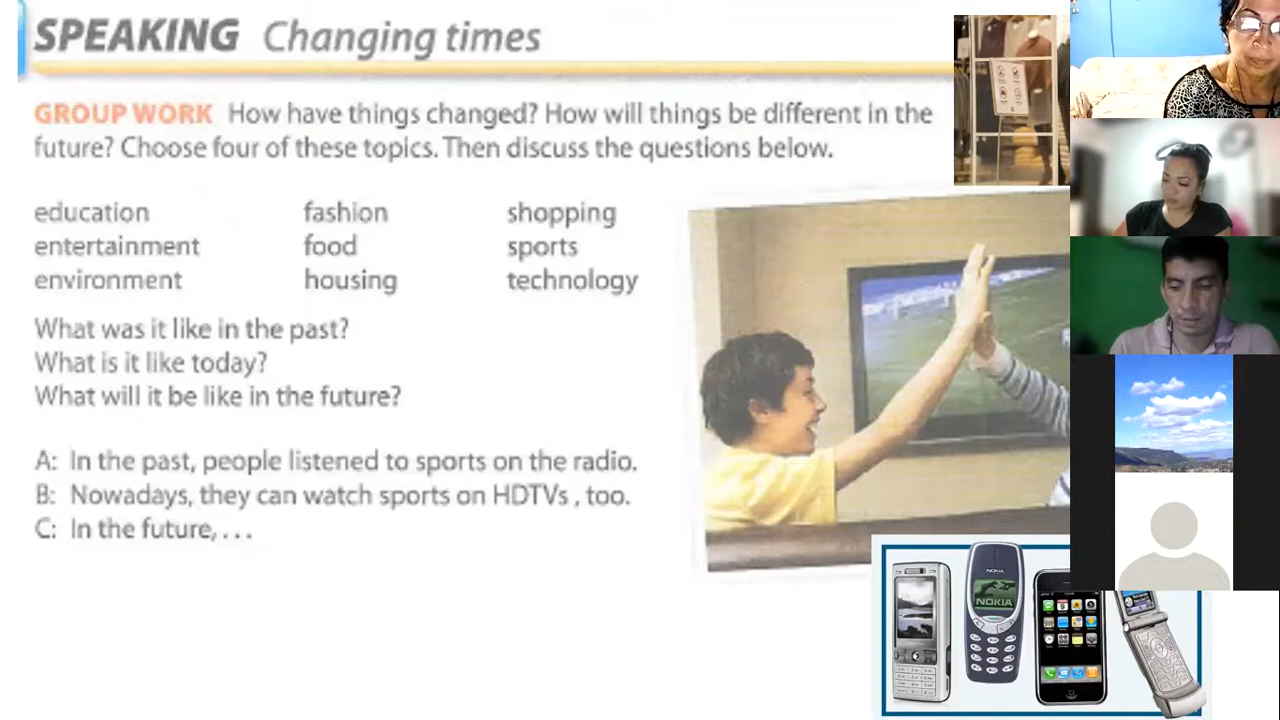 SPEAKING Changing times
GROUP WORK How have things changed? How will things be different in the
future? Choose four of these topics. Then discuss the questions below.
education fashion shopping
entertainment food sports
environment housing technology
What was it like in the past?
What is it like today?
What will it be like in the future?
A: In the past, people listened to sports on the radio.
B: Nowadays, they can watch sports on HDTVs , too.
C: In the future, . . .
NOKIA
NOKIA